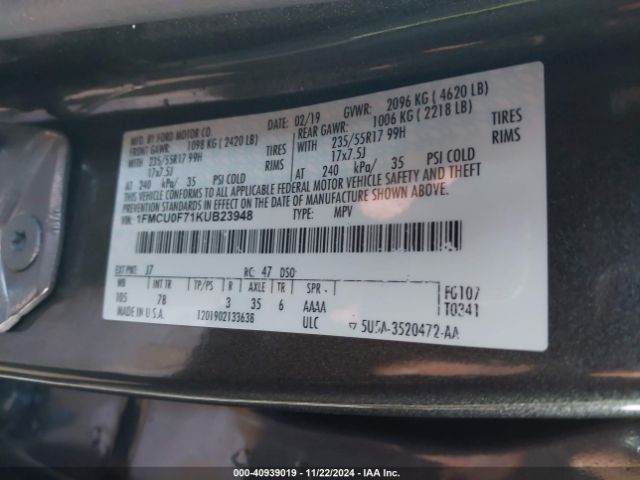 MFD. BY FORD MOTOR CO.
DATE: 02/19 GVWR: 2096 KG ( 4620 LB)
FRONT GAWR: 1098 KG ( 2420 LB) REAR GAWR: 1006 KG ( 2218 LB)
WITH 235/55R17 99H TIRES WITH 235/55R17 99H TIRES
17x7.5J RIMS 17x7.5J RIMS
AT 240 kPa/ 35 PSI COLD AT 240 kPa/ 35 PSI COLD
THIS VEHICLE CONFORMS TO ALL APPLICABLE FEDERAL MOTOR VEHICLE SAFETY, BUMPER, AND
THEFT PREVENTION STANDARDS IN EFFECT ON THE DATE OF MANUFACTURE SHOWN ABOVE.
VIN: 1FMCU0F71KUB23948 TYPE: MPV
EXT PNT: J7 RC: 47 DSO:
WB INT TR TP/PS R AXLE TR SPR
105 7B 3 35 6 AAAA FG107
MADE IN U.S.A. 1201902133638 ULC T0341
5U5A-3520472-AA
000-40939019 - 11/22/2024 - IAA Inc.